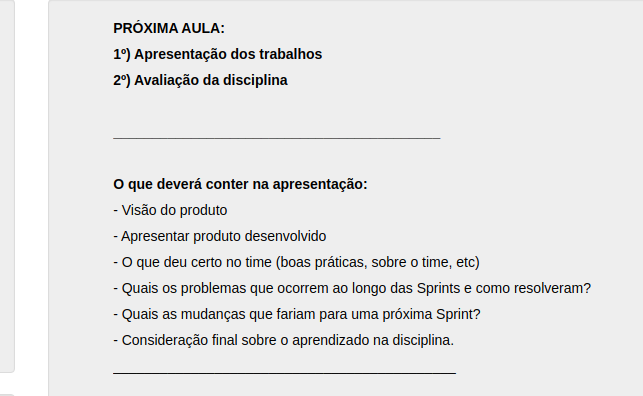 PRÓXIMA AULA:
1º) Apresentação dos trabalhos
2º) Avaliação da disciplina
O que deverá conter na apresentação:
- Visão do produto
- Apresentar produto desenvolvido
- O que deu certo no time (boas práticas, sobre o time, etc)
- Quais os problemas que ocorrem ao longo das Sprints e como resolveram?
- Quais as mudanças que fariam para uma próxima Sprint?
- Consideração final sobre o aprendizado na disciplina.